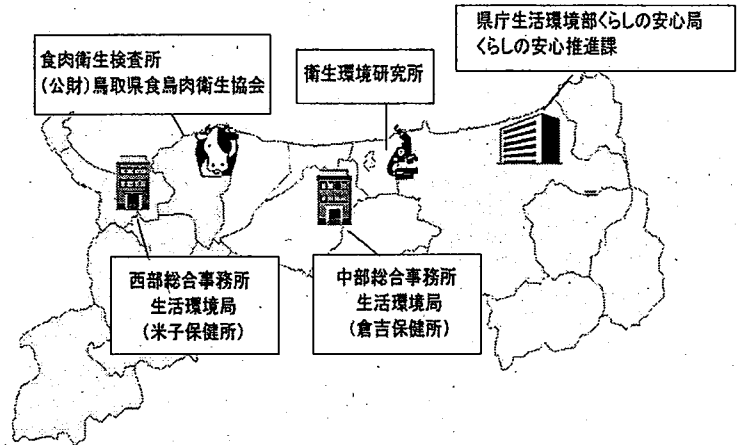 県庁生活環境部くらしの安心局
くらしの安心推進課
食肉衛生検査所
(公財)鳥取県食鳥肉衛生協会
衛生環境研究所
西部総合事務所
生活環境局
(米子保健所)
中部総合事務所
生活環境局
(倉吉保健所)